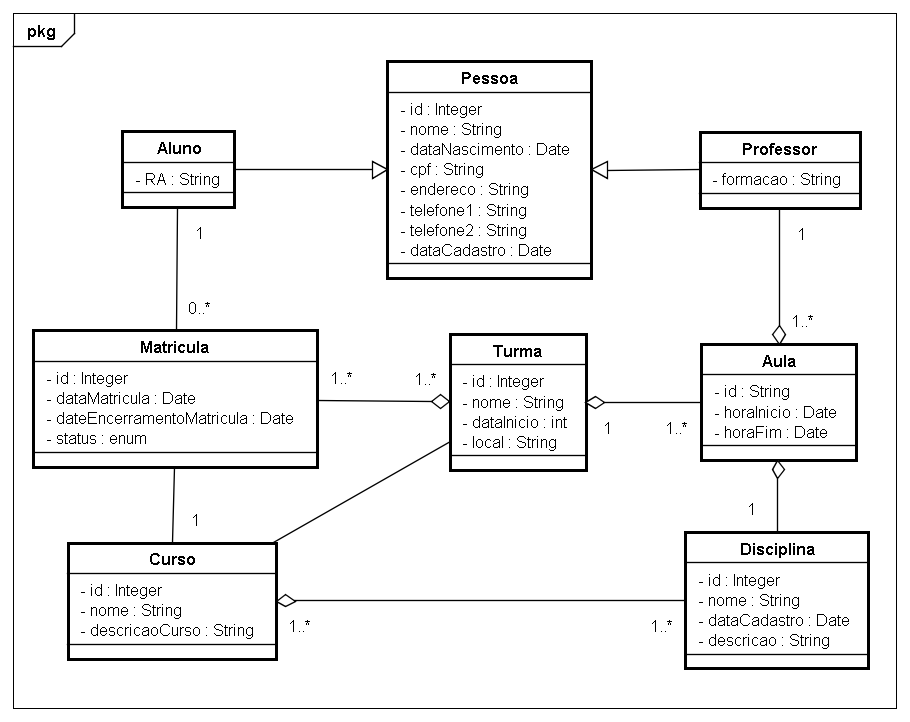 pkg
Pessoa
- id : Integer
- nome : String
- dataNascimento : Date
- cpf : String
- endereco : String
- telefone1 : String
- telefone2 : String
- dataCadastro : Date
Aluno
- RA : String
Professor
- formacao : String
1
0..*
1
1..*
Matricula
- id : Integer
- dataMatricula : Date
- dateEncerramentoMatricula : Date
- status : enum
1..*
1..*
Turma
- id : Integer
- nome : String
- dataInicio : int
- local : String
1
1..*
Aula
- id : String
- horaInicio : Date
- horaFim : Date
1
1
Curso
- id : Integer
- nome : String
- descricaoCurso : String
1..*
1..*
Disciplina
- id : Integer
- nome : String
- dataCadastro : Date
- descricao : String